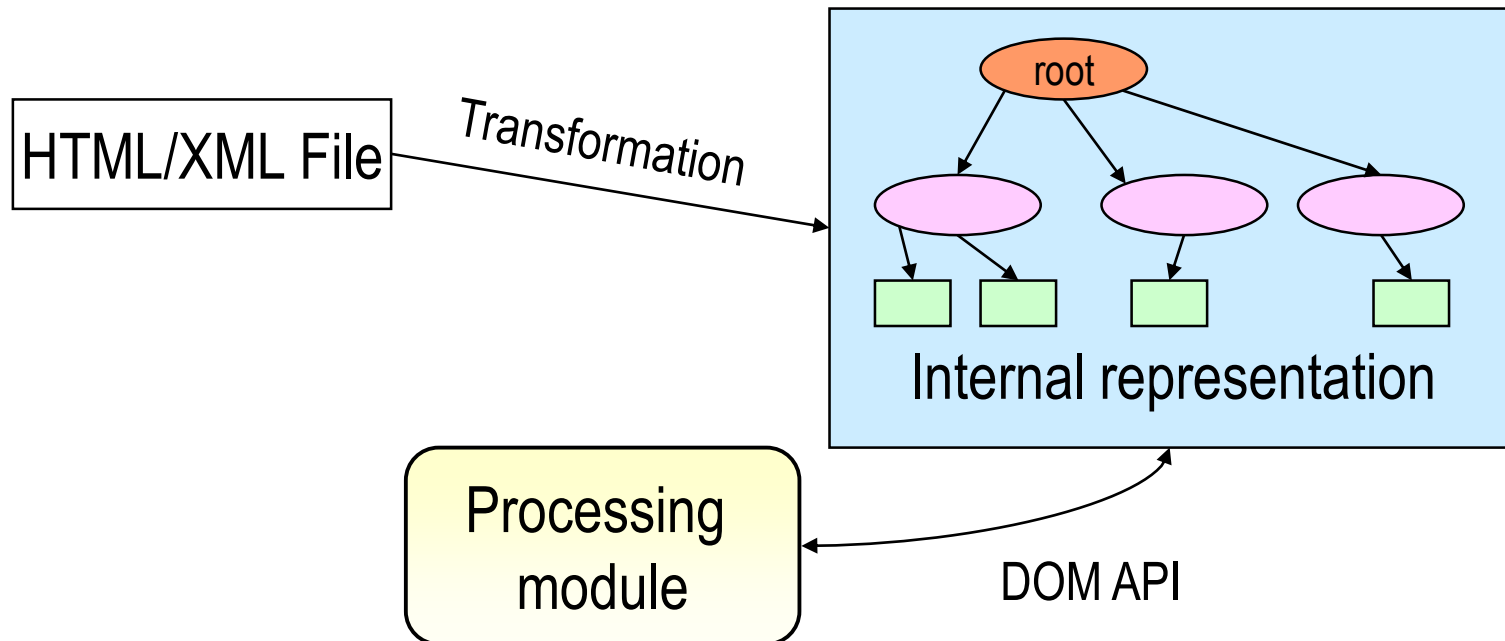 root
HTML/XML File
Transformation
Internal representation
Processing
module
DOM API